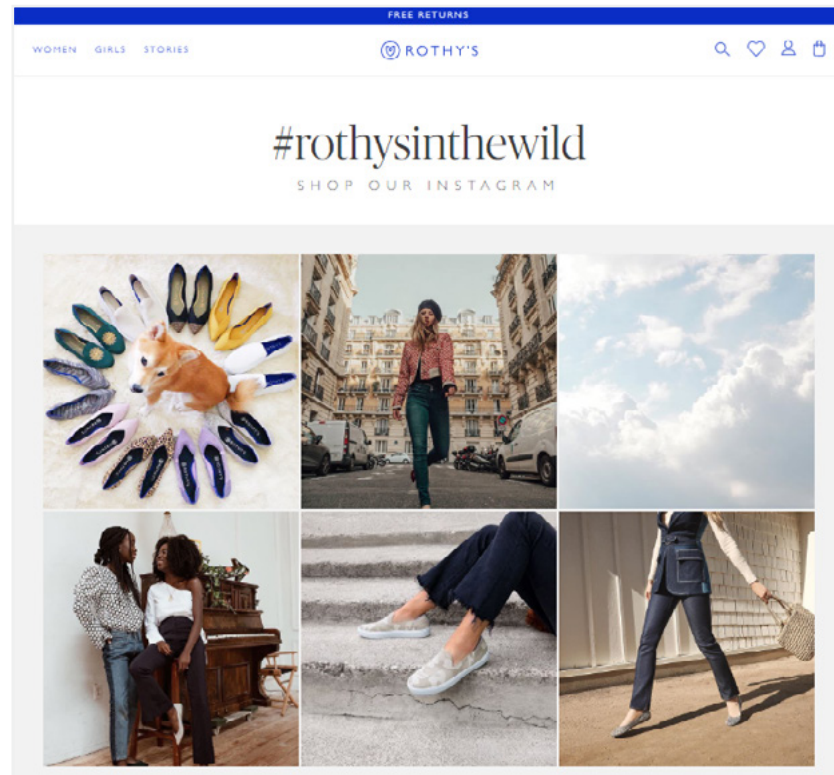 FREE RETURNS
WOMEN GIRLS STORIES
ROTHY'S
#rothysinthewild
SHOP OUR INSTAGRAM